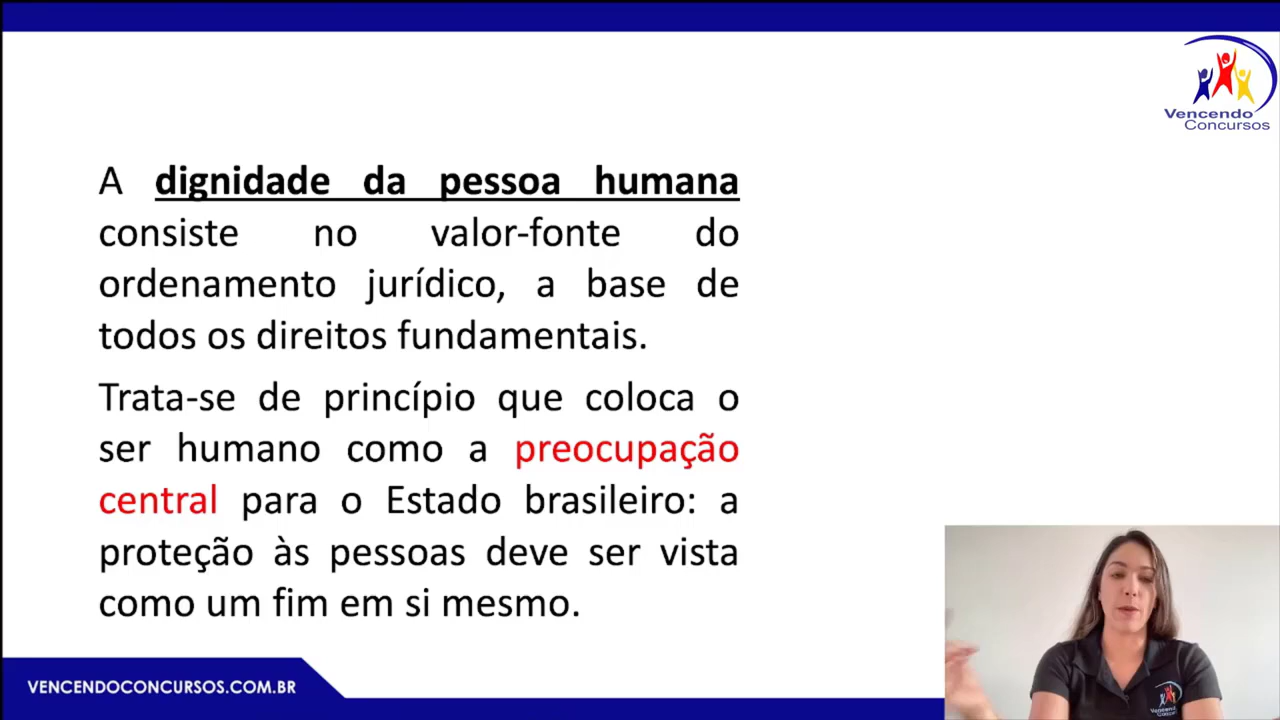 Vencendo
Concursos
A dignidade da pessoa humana
consiste no valor-fonte do
ordenamento jurídico, a base de
todos os direitos fundamentais.
Trata-se de princípio que coloca o
ser humano como a preocupação
central para o Estado brasileiro: a
proteção às pessoas deve ser vista
como um fim em si mesmo.
VENCENDOCONCURSOS.COM.BR